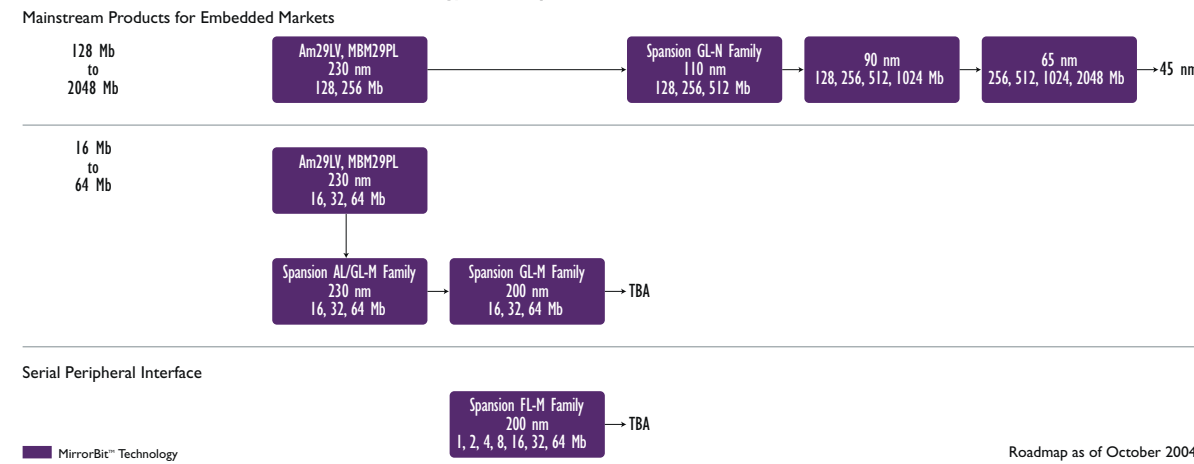 Mainstream Products for Embedded Markets
128 Mb
to
2048 Mb
Am29LV, MBM29PL
230 nm
128, 256 Mb
Spansion GL-N Family
110 nm
128, 256, 512 Mb
90 nm
128, 256, 512, 1024 Mb
65 nm
256, 512, 1024, 2048 Mb
45 nm
16 Mb
to
64 Mb
Am29LV, MBM29PL
230 nm
16, 32, 64 Mb
Spansion AL/GL-M Family
230 nm
16, 32, 64 Mb
Spansion GL-M Family
200 nm
16, 32, 64 Mb
TBA
Serial Peripheral Interface
Spansion FL-M Family
200 nm
1, 2, 4, 8, 16, 32, 64 Mb
TBA
MirrorBit™ Technology
Roadmap as of October 2004